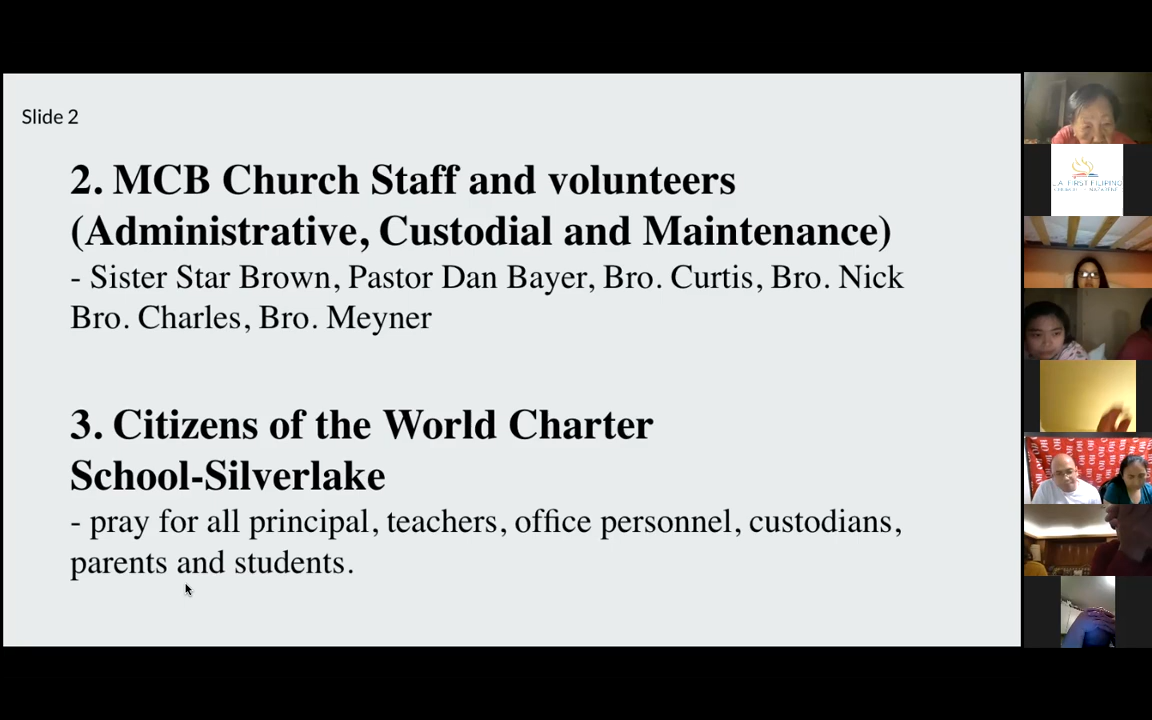 Slide 2
2. MCB Church Staff and volunteers
(Administrative, Custodial and Maintenance)
- Sister Star Brown, Pastor Dan Bayer, Bro. Curtis, Bro. Nick
Bro. Charles, Bro. Meyner
3. Citizens of the World Charter
School-Silverlake
- pray for all principal, teachers, office personnel, custodians,
parents and students.
L.A. FIRST FILIPINO